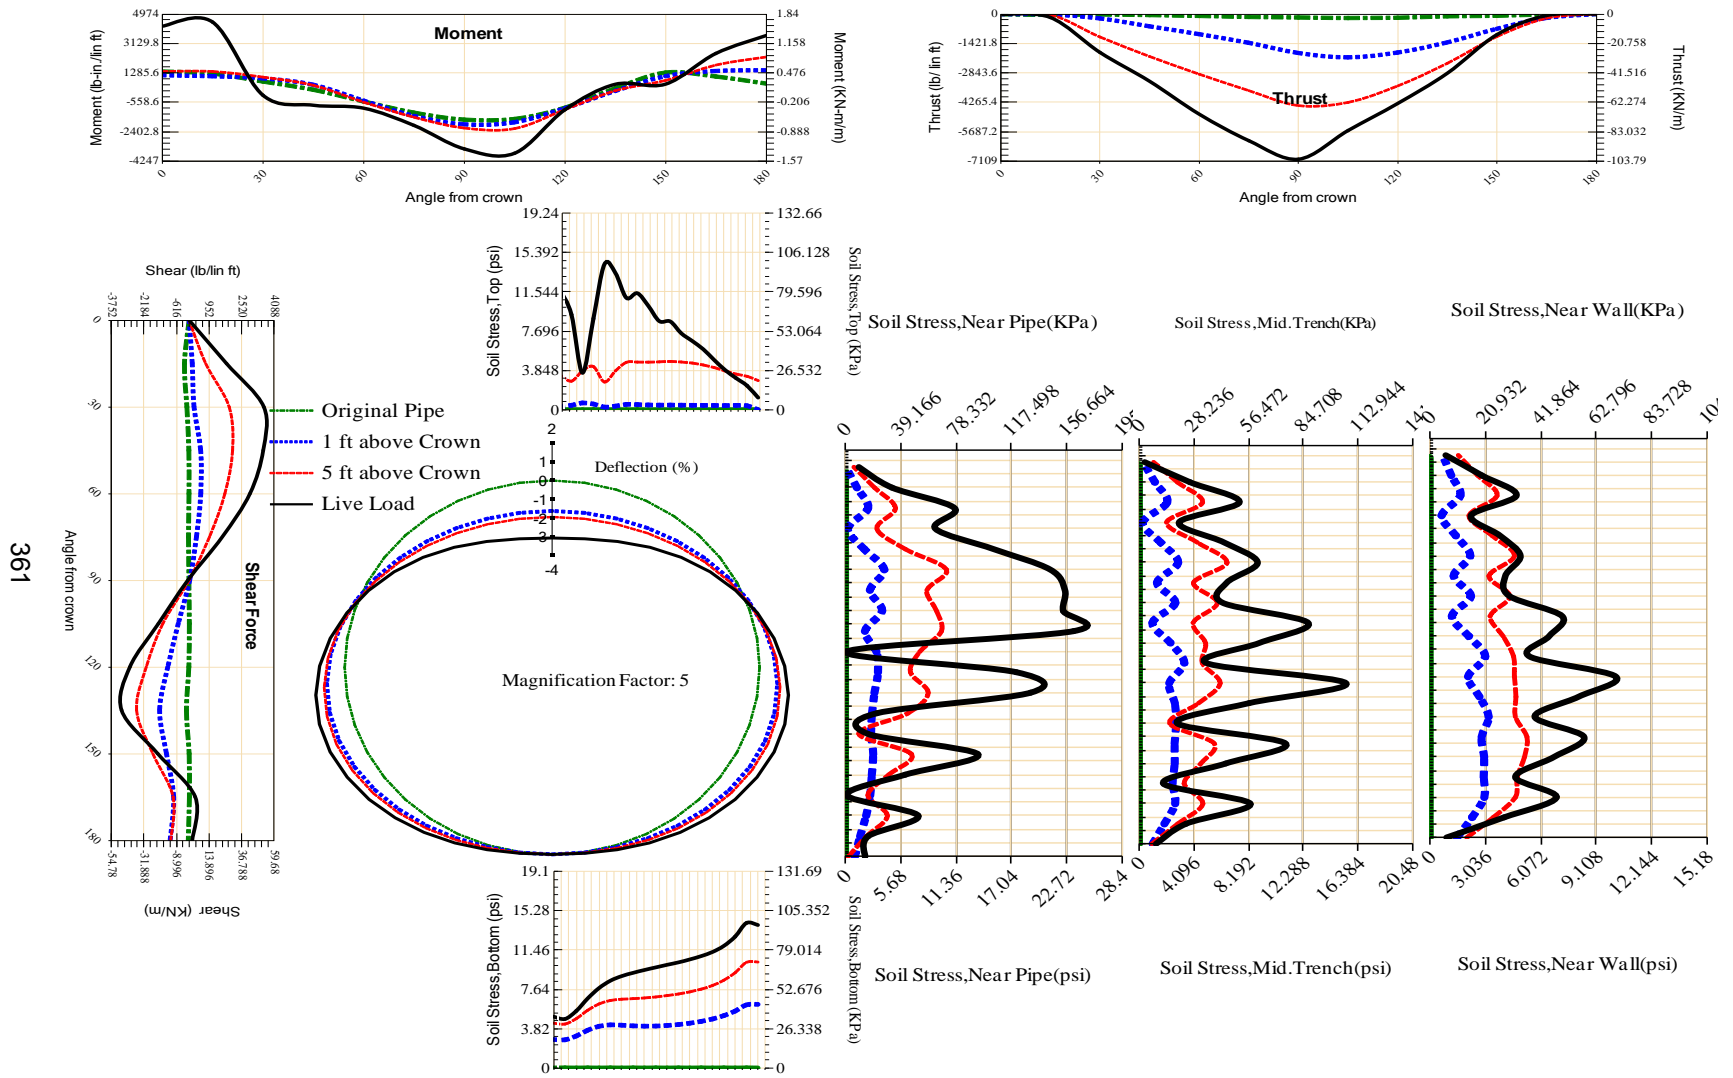 4974
3129.8
1285.6
-558.6
-2402.8
-4247
Moment (lb-in./lin ft)
Moment
1.84
1.158
0.476
-0.206
-0.888
-1.57
Moment (KN-m/m)
0 30 60 90 120 150 180
Angle from crown
0
-1421.8
-2843.6
-4265.4
-5687.2
-7109
Thrust (lb/ lin ft)
Thrust
0
-20.758
-41.516
-62.274
-83.032
-103.79
Thrust (KN/m)
0 30 60 90 120 150 180
Angle from crown
19.24
15.392
11.544
7.696
3.848
0
Soil Stress,Top (psi)
132.66
106.128
79.596
53.064
26.532
0
Soil Stress,Top (KPa)
Shear (lb/lin ft)
-3752 -2184 -616 952 2520 4088
0
30
60
90
120
150
180
Angle from crown
Shear Force
-54.78 -31.888 -8.996 13.896 36.788 59.68
Shear (KN/m)
361
Original Pipe
1 ft above Crown
5 ft above Crown
Live Load
2
1
0
-1
-2
-3
-4
Deflection (%)
Magnification Factor: 5
19.1
15.28
11.46
7.64
3.82
0
Soil Stress,Bottom (psi)
131.69
105.352
79.014
52.676
26.338
0
Soil Stress,Bottom (KPa)
Soil Stress,Near Pipe(KPa)
0 39.166 78.332 117.498 156.664
0 5.68 11.36 17.04 22.72 28.4
Soil Stress,Near Pipe(psi)
Soil Stress,Mid.Trench(KPa)
0 28.236 56.472 84.708 112.944
0 4.096 8.192 12.288 16.384 20.48
Soil Stress,Mid.Trench(psi)
Soil Stress,Near Wall(KPa)
0 20.932 41.864 62.796 83.728
0 3.036 6.072 9.108 12.144 15.18
Soil Stress,Near Wall(psi)